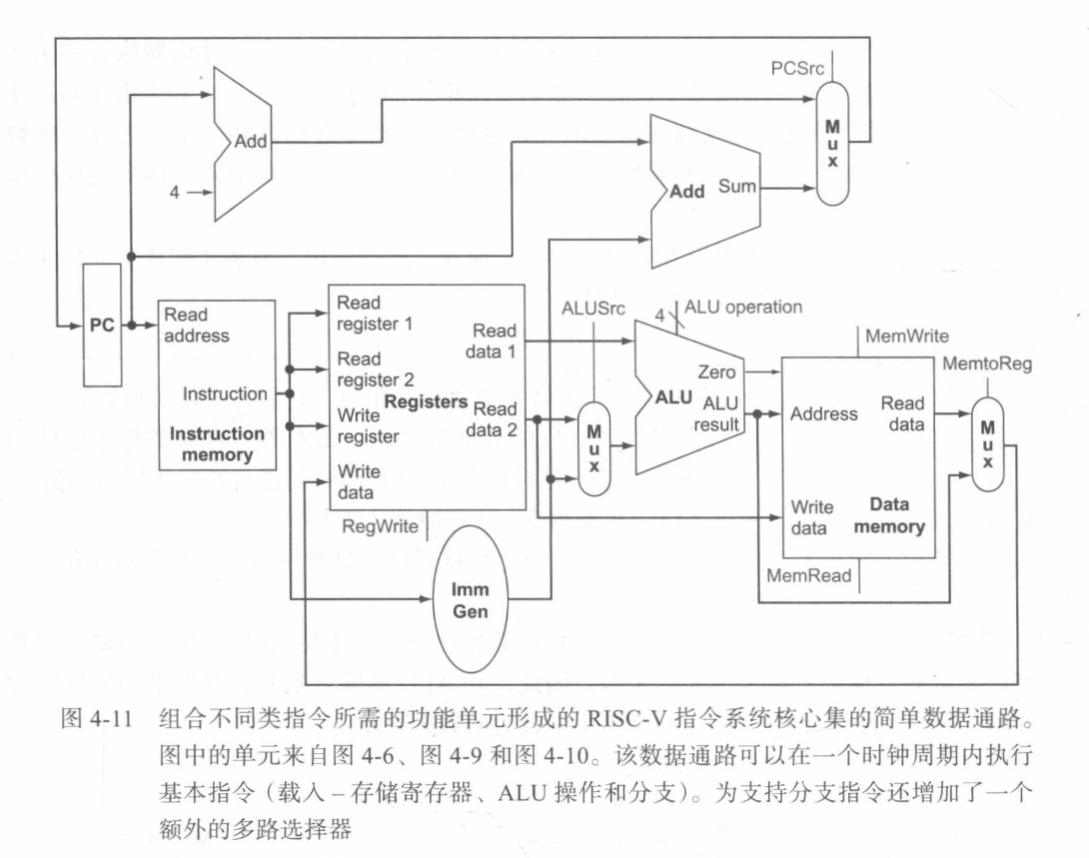 PCSrc
Add
M
u
x
4
Add Sum
PC
Read
address
Instruction
Instruction
memory
Read
register 1
Read
register 2
Write
register
Write
data
Registers
Read
data 1
Read
data 2
RegWrite
Imm
Gen
ALUSrc
M
u
x
4 ALU operation
Zero
ALU ALU
result
MemWrite
Address
Read
data
Write
data
Data
memory
MemRead
MemtoReg
M
u
x
图 4-11 组合不同类指令所需的功能单元形成的 RISC-V 指令系统核心集的简单数据通路。
图中的单元来自图 4-6、图 4-9 和图 4-10。该数据通路可以在一个时钟周期内执行
基本指令（载入－存储寄存器、ALU 操作和分支）。为支持分支指令还增加了一个
额外的多路选择器